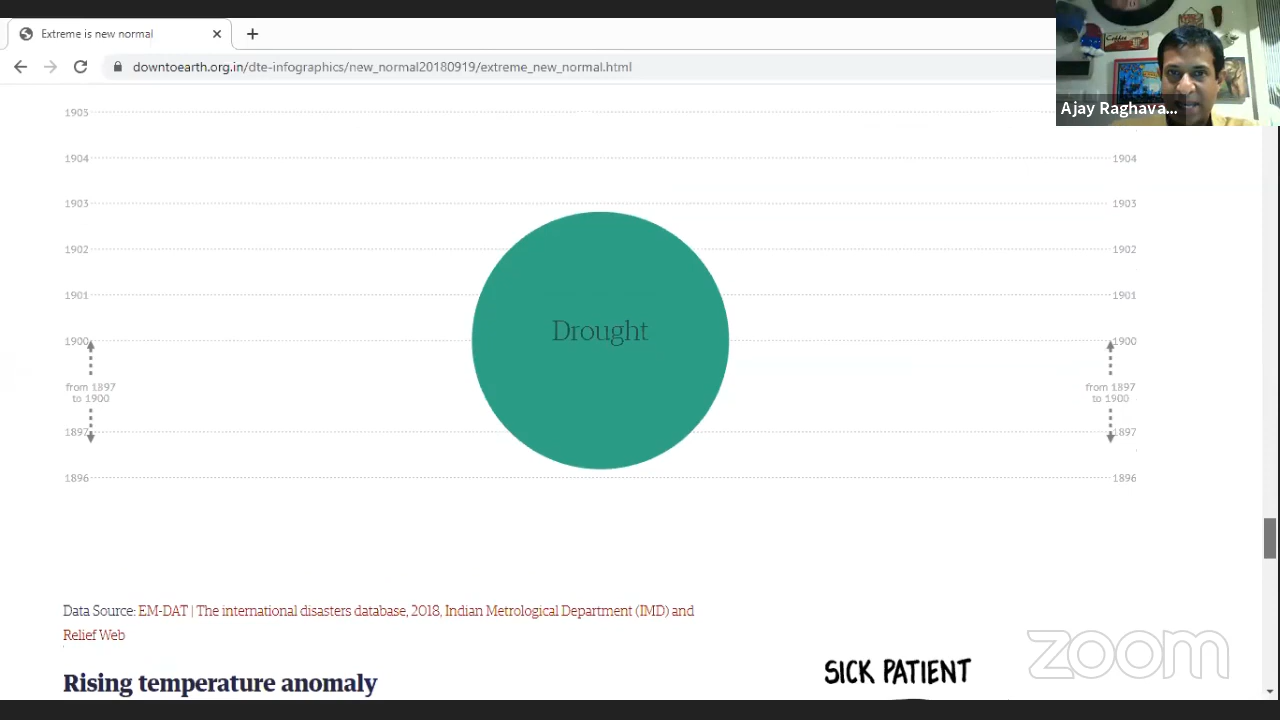 Extreme is new normal
downtoearth.org.in/dte-infographics/new_normal20180919/extreme_new_normal.html
Ajay Raghava...
1905
1904 1904
1903 1903
1902 1902
1901 1901
Drought
1900 1900
from 1897 from 1897
to 1900 to 1900
1897 1897
1896 1896
Data Source: EM-DAT | The international disasters database, 2018, Indian Metrological Department (IMD) and
Relief Web
zoom
SICK PATIENT
Rising temperature anomaly